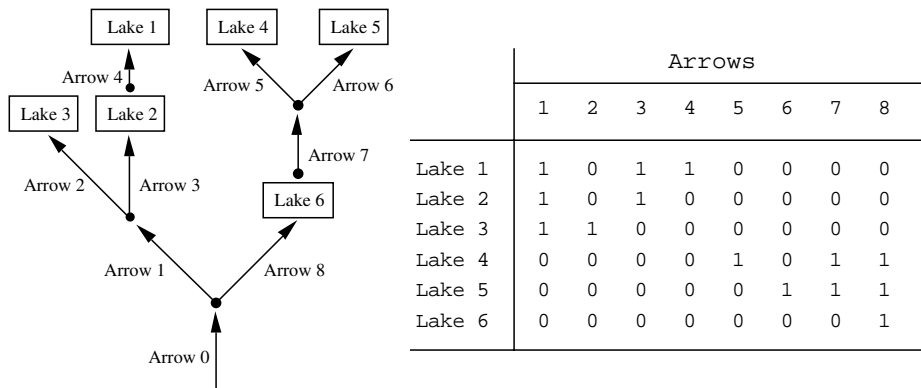 Lake 1
Lake 4
Lake 5
Arrow 4
Arrow 5
Arrow 6
Lake 3
Lake 2
Arrow 7
Arrow 2
Arrow 3
Lake 6
Arrow 1
Arrow 8
Arrow 0
Arrows
1 2 3 4 5 6 7 8
Lake 1 1 0 1 1 0 0 0 0
Lake 2 1 0 1 0 0 0 0 0
Lake 3 1 1 0 0 0 0 0 0
Lake 4 0 0 0 0 1 0 1 1
Lake 5 0 0 0 0 0 1 1 1
Lake 6 0 0 0 0 0 0 0 1